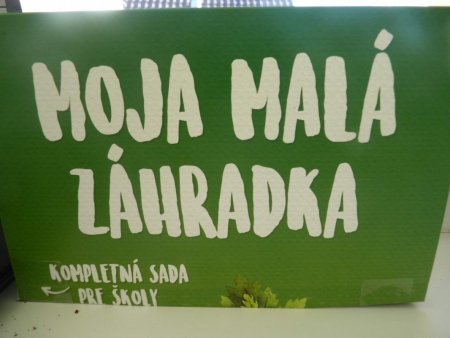 MOJA MALÁ
ZÁHRADKA
KOMPLETNÁ SADA
PRE ŠKOLY